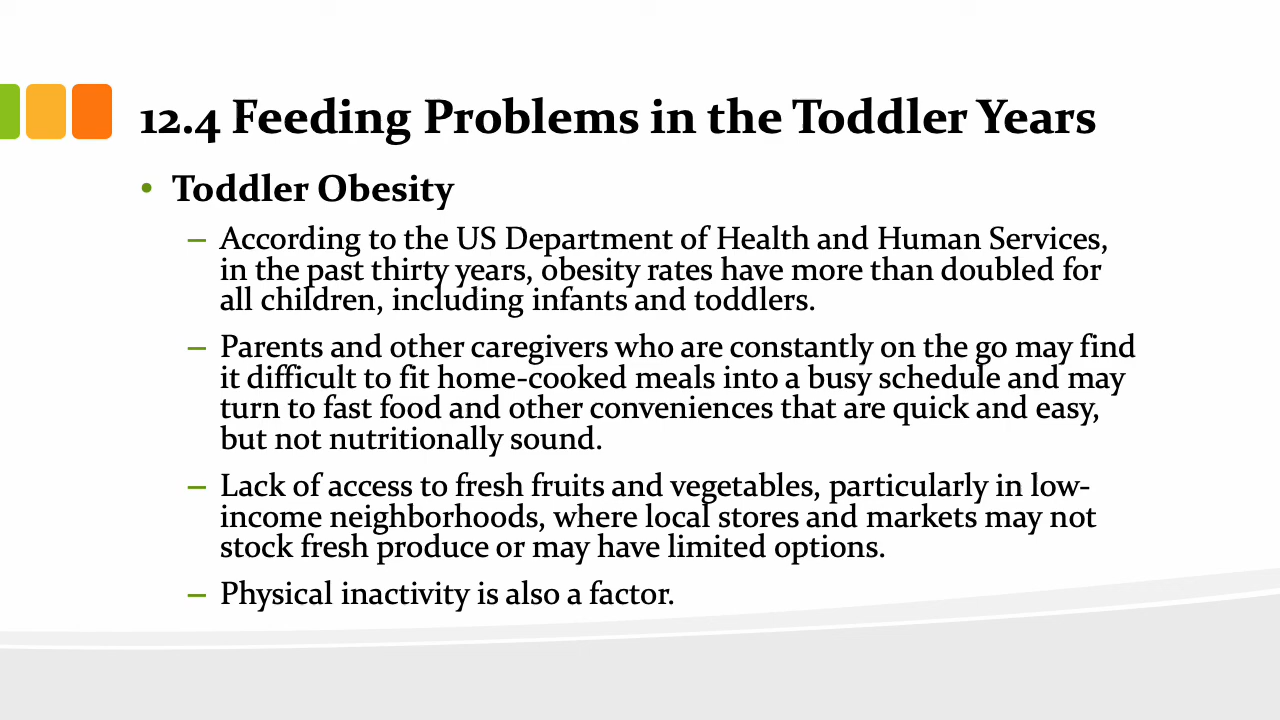 12.4 Feeding Problems in the Toddler Years
• Toddler Obesity
– According to the US Department of Health and Human Services,
in the past thirty years, obesity rates have more than doubled for
all children, including infants and toddlers.
– Parents and other caregivers who are constantly on the go may find
it difficult to fit home-cooked meals into a busy schedule and may
turn to fast food and other conveniences that are quick and easy,
but not nutritionally sound.
– Lack of access to fresh fruits and vegetables, particularly in low-
income neighborhoods, where local stores and markets may not
stock fresh produce or may have limited options.
– Physical inactivity is also a factor.